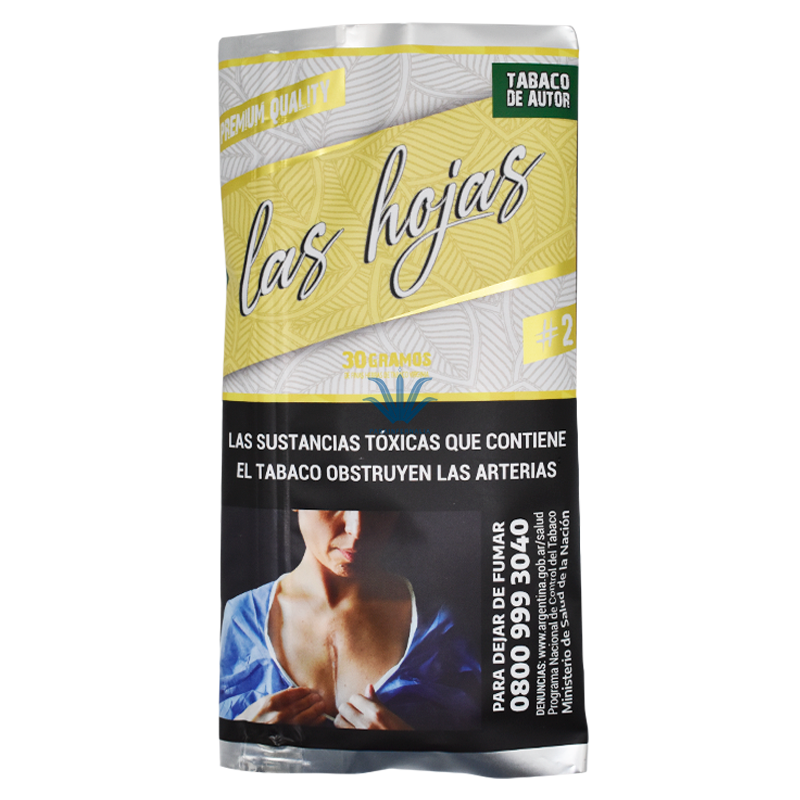 PREMIUM QUALITY
TABACO
DE AUTOR
las hojas
#2
30 GRAMOS
LAS SUSTANCIAS TÓXICAS QUE CONTIENE
EL TABACO OBSTRUYEN LAS ARTERIAS
PARA DEJAR DE FUMAR
0800 999 3040
DENUNCIAS: www.argentina.gob.ar/salud
Programa Nacional de Control del Tabaco
Ministerio de Salud de la Nación